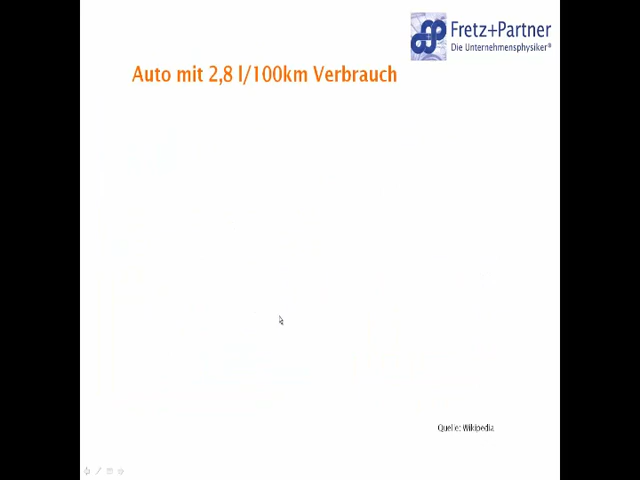 Fretz+Partner
Die Unternehmensphysiker®
Auto mit 2,8 l/100km Verbrauch
Quelle: Wikipedia